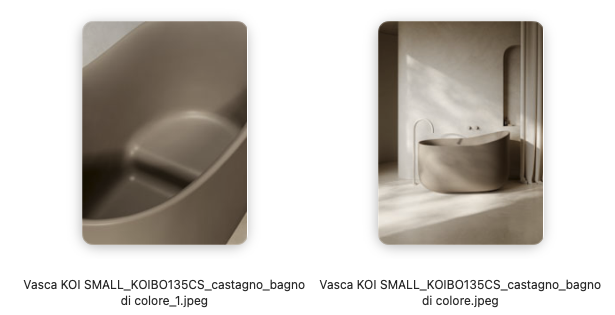 Vasca KOI SMALL_KOIBO135CS_castagno_bagno
di colore_1.jpeg
Vasca KOI SMALL_KOIBO135CS_castagno_bagno
di colore.jpeg